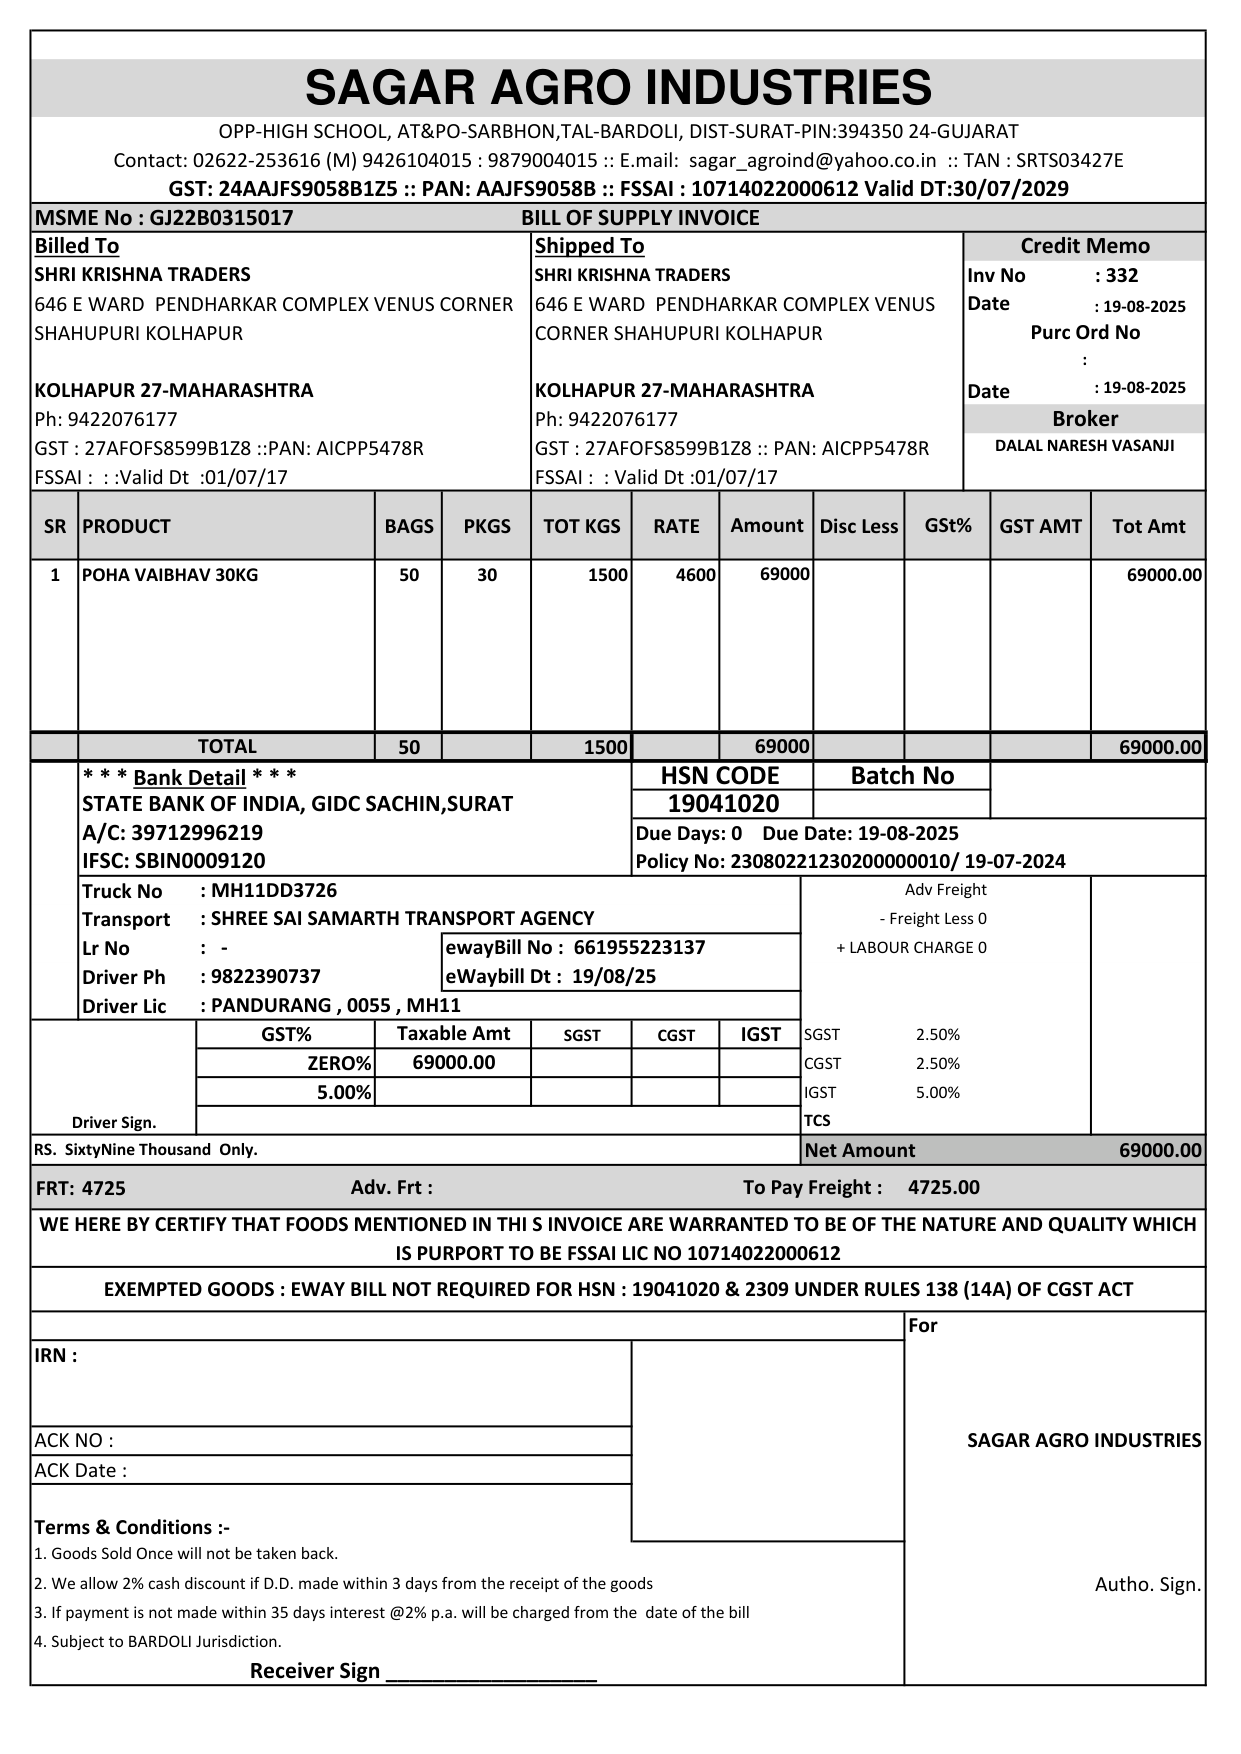 SAGAR AGRO INDUSTRIES
OPP-HIGH SCHOOL, AT&PO-SARBHON,TAL-BARDOLI, DIST-SURAT-PIN:394350 24-GUJARAT
Contact: 02622-253616 (M) 9426104015 : 9879004015 :: E.mail: sagar_agroind@yahoo.co.in :: TAN : SRTS03427E
GST: 24AAJFS9058B1Z5 :: PAN: AAJFS9058B :: FSSAI : 10714022000612 Valid DT:30/07/2029
MSME No : GJ22B0315017 BILL OF SUPPLY INVOICE
Billed To
SHRI KRISHNA TRADERS
646 E WARD PENDHARKAR COMPLEX VENUS CORNER
SHAHUPURI KOLHAPUR
KOLHAPUR 27-MAHARASHTRA
Ph: 9422076177
GST : 27AFOFS8599B1Z8 ::PAN: AICPP5478R
FSSAI : : :Valid Dt :01/07/17
Shipped To
SHRI KRISHNA TRADERS
646 E WARD PENDHARKAR COMPLEX VENUS
CORNER SHAHUPURI KOLHAPUR
KOLHAPUR 27-MAHARASHTRA
Ph: 9422076177
GST : 27AFOFS8599B1Z8 :: PAN: AICPP5478R
FSSAI : : Valid Dt :01/07/17
Credit Memo
Inv No : 332
Date : 19-08-2025
Purc Ord No
:
Date : 19-08-2025
Broker
DALAL NARESH VASANJI
SR PRODUCT BAGS PKGS TOT KGS RATE Amount Disc Less GSt% GST AMT Tot Amt
1 POHA VAIBHAV 30KG 50 30 1500 4600 69000 69000.00
TOTAL 50 1500 69000 69000.00
* * * Bank Detail * * *
STATE BANK OF INDIA, GIDC SACHIN,SURAT
A/C: 39712996219
IFSC: SBIN0009120
HSN CODE Batch No
19041020
Due Days: 0 Due Date: 19-08-2025
Policy No: 23080221230200000010/ 19-07-2024
Truck No : MH11DD3726
Transport : SHREE SAI SAMARTH TRANSPORT AGENCY
Lr No : - ewayBill No : 661955223137
Driver Ph : 9822390737 eWaybill Dt : 19/08/25
Driver Lic : PANDURANG , 0055 , MH11
Adv Freight
- Freight Less 0
+ LABOUR CHARGE 0
GST% Taxable Amt SGST CGST IGST
ZERO% 69000.00
5.00%
Driver Sign.
SGST 2.50%
CGST 2.50%
IGST 5.00%
TCS
RS. SixtyNine Thousand Only. Net Amount 69000.00
FRT: 4725 Adv. Frt : To Pay Freight : 4725.00
WE HERE BY CERTIFY THAT FOODS MENTIONED IN THI S INVOICE ARE WARRANTED TO BE OF THE NATURE AND QUALITY WHICH
IS PURPORT TO BE FSSAI LIC NO 10714022000612
EXEMPTED GOODS : EWAY BILL NOT REQUIRED FOR HSN : 19041020 & 2309 UNDER RULES 138 (14A) OF CGST ACT
For
IRN :
ACK NO : SAGAR AGRO INDUSTRIES
ACK Date :
Terms & Conditions :-
1. Goods Sold Once will not be taken back.
2. We allow 2% cash discount if D.D. made within 3 days from the receipt of the goods
Autho. Sign.
3. If payment is not made within 35 days interest @2% p.a. will be charged from the date of the bill
4. Subject to BARDOLI Jurisdiction.
Receiver Sign __________________